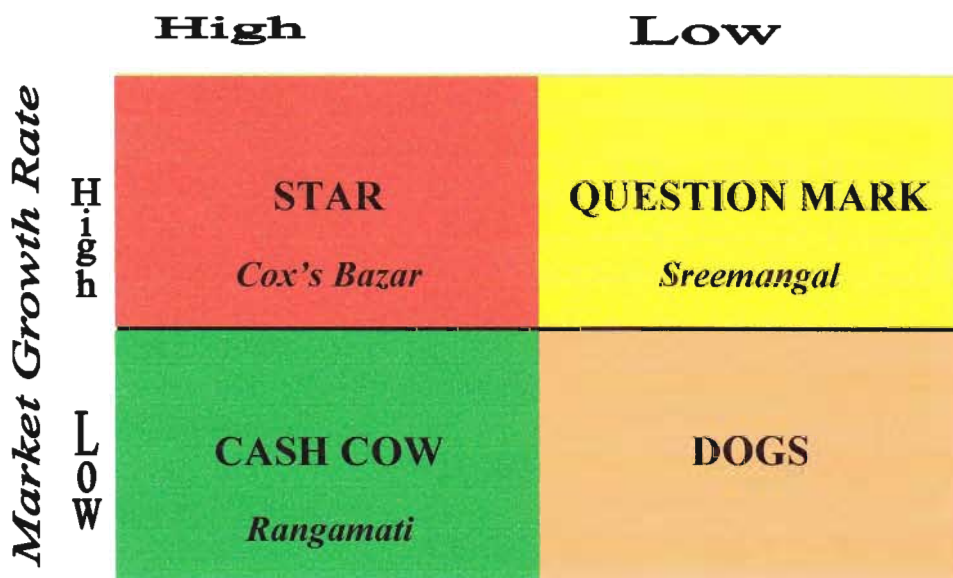 High Low
Market Growth Rate
High
STAR QUESTION MARK
Cox's Bazar Sreemangal
Low
CASH COW DOGS
Rangamati